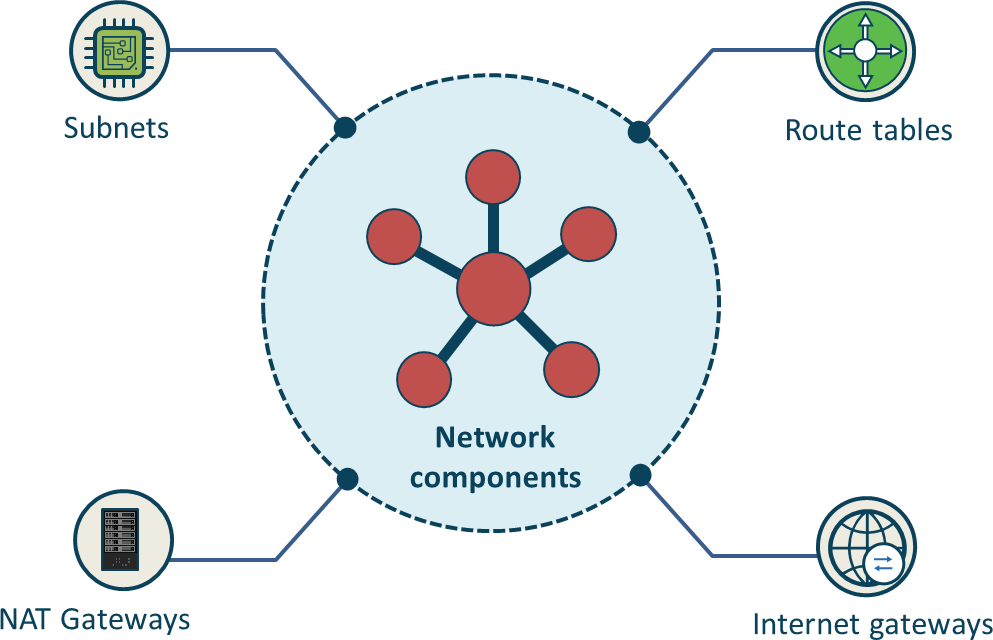 Subnets
Route tables
Network
components
NAT Gateways
Internet gateways